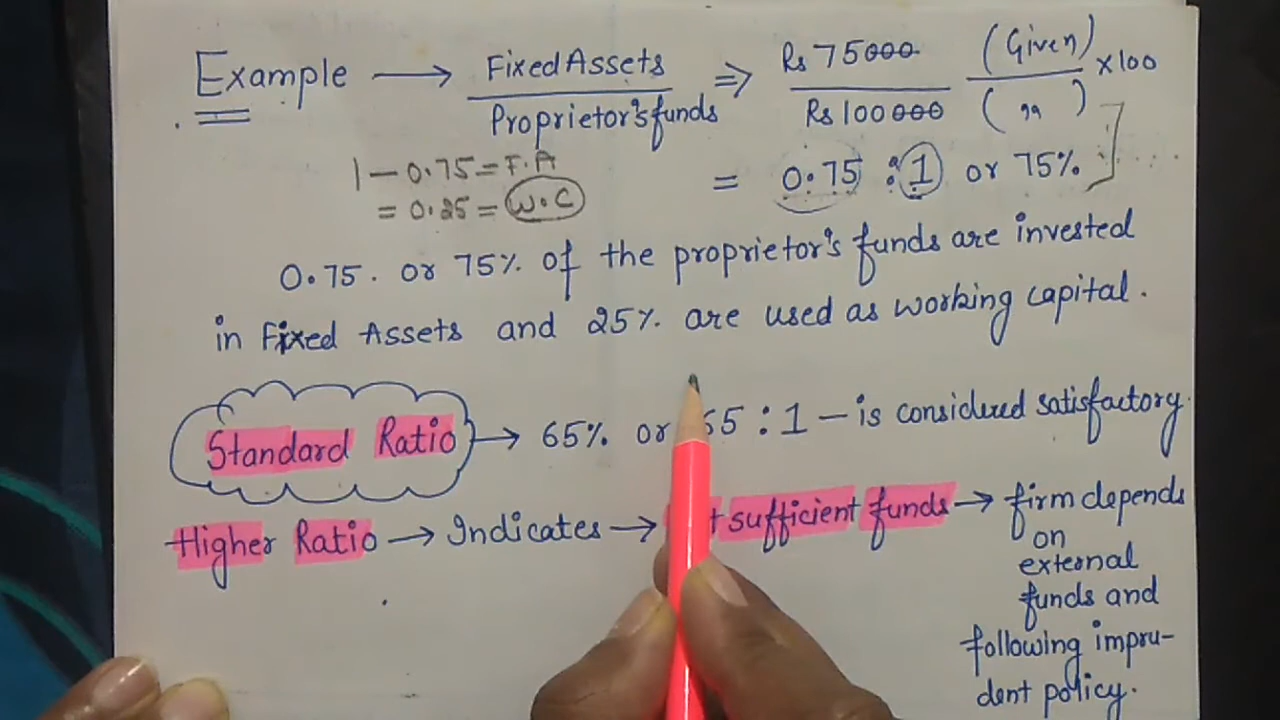 Example → Fixed Assets / Proprietor's funds ⇒ Rs 75000 / Rs 100000 (Given) / ( " ) ×100
1 – 0.75 = F.A
= 0.25 = W.C
= 0.75 : 1 or 75%
0.75. or 75% of the proprietor's funds are invested
in Fixed Assets and 25% are used as working capital.
Standard Ratio → 65% or 65 : 1 – is considered satisfactory.
Higher Ratio → Indicates → sufficient funds → firm depends
on
external
funds and
following impru-
dent policy.